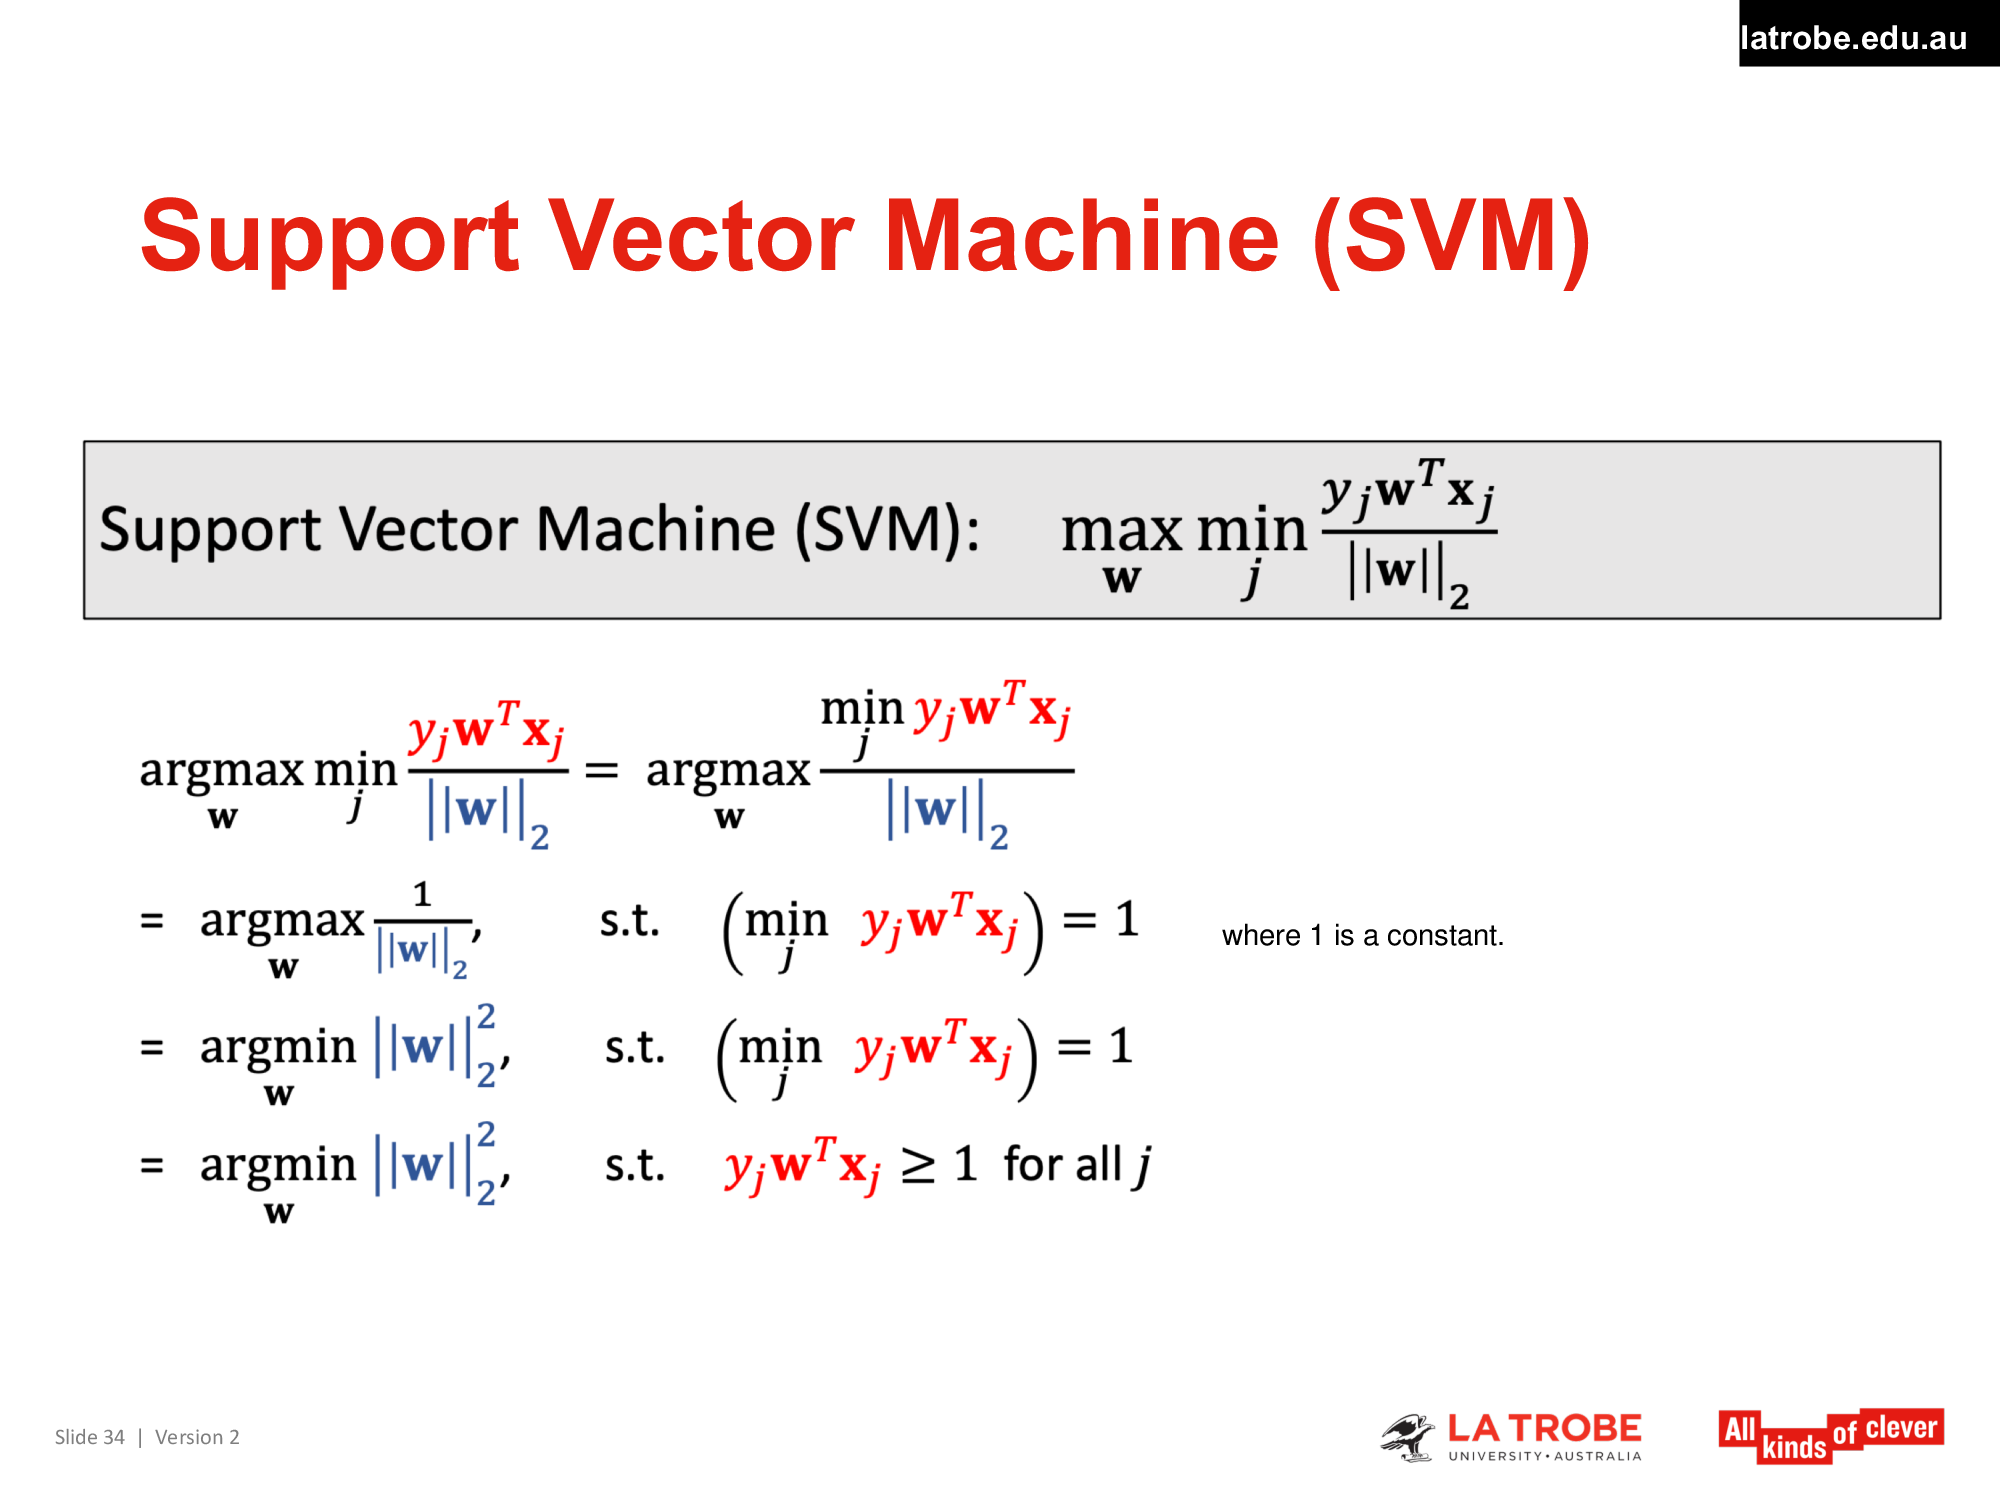 latrobe.edu.au
Support Vector Machine (SVM)
Support Vector Machine (SVM): max_w min_j y_j w^T x_j / ||w||_2
argmax_w min_j y_j w^T x_j / ||w||_2 = argmax_w min_j y_j w^T x_j / ||w||_2
= argmax_w 1 / ||w||_2, s.t. (min_j y_j w^T x_j) = 1 where 1 is a constant.
= argmin_w ||w||_2^2, s.t. (min_j y_j w^T x_j) = 1
= argmin_w ||w||_2^2, s.t. y_j w^T x_j ≥ 1 for all j
Slide 34 | Version 2
LA TROBE
UNIVERSITY • AUSTRALIA
All kinds of clever